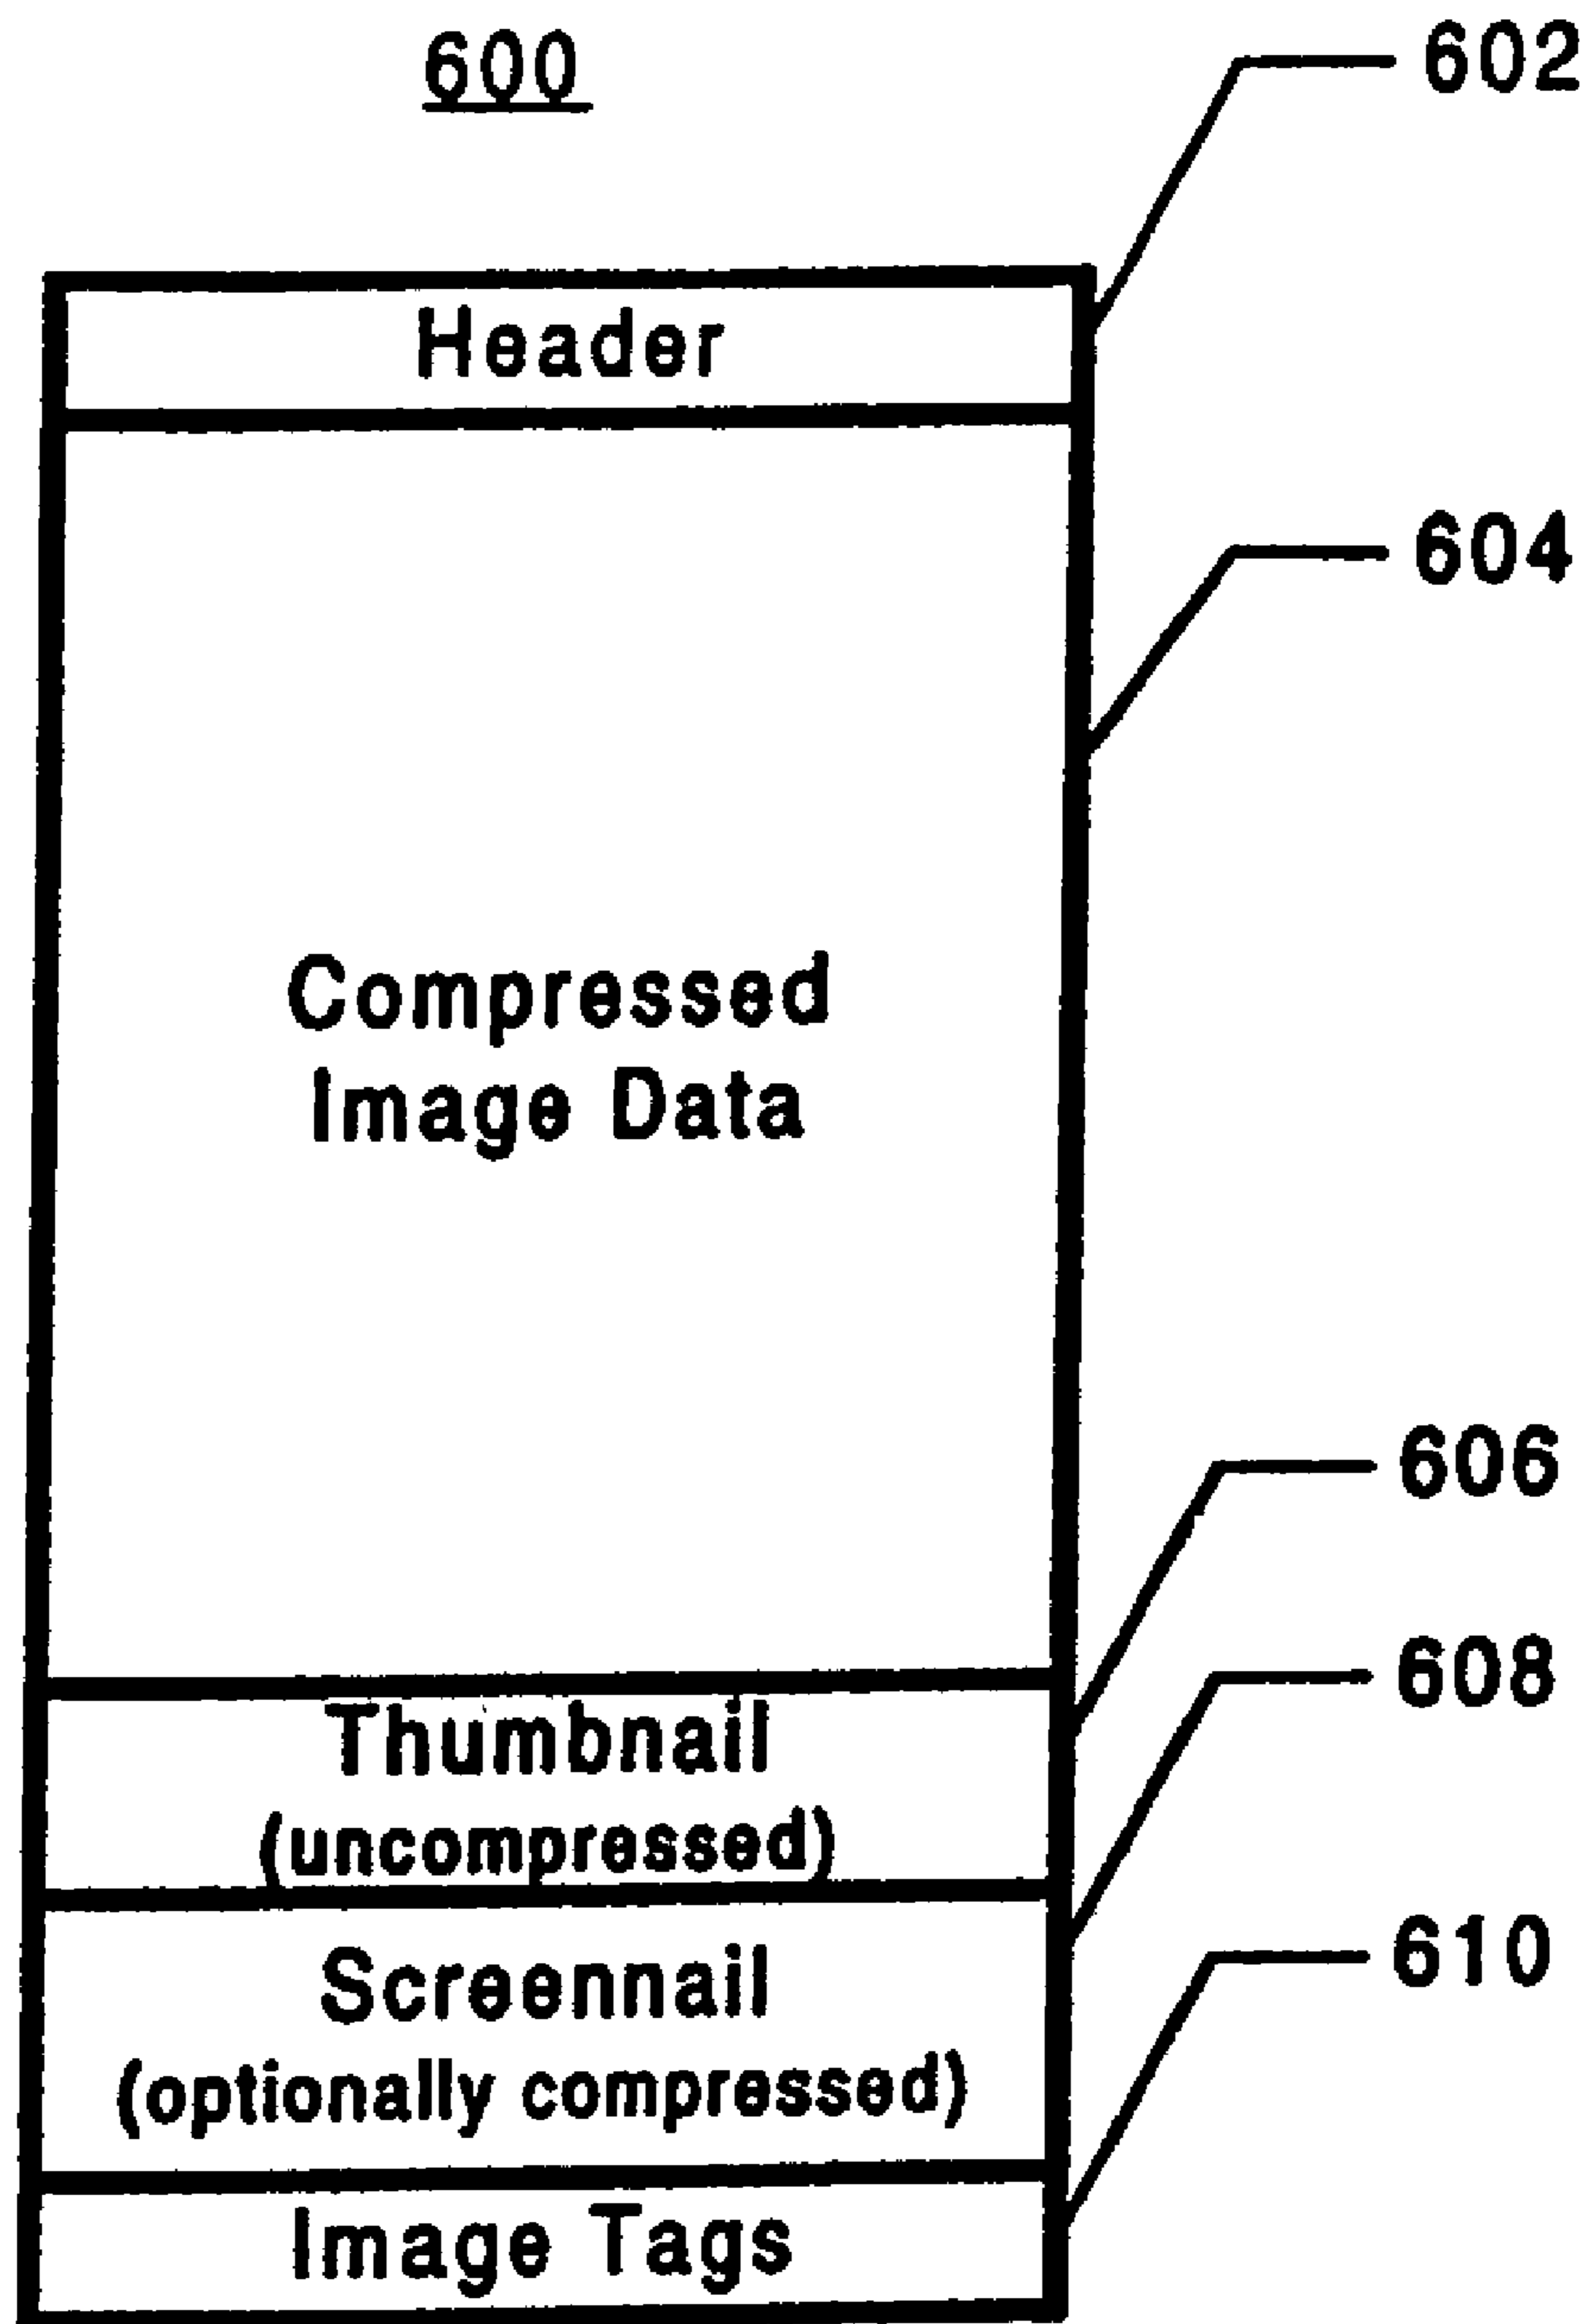 600
602
Header
604
Compressed
Image Data
606
Thumbnail
(uncompressed)
608
Screennail
(optionally compressed)
610
Image Tags